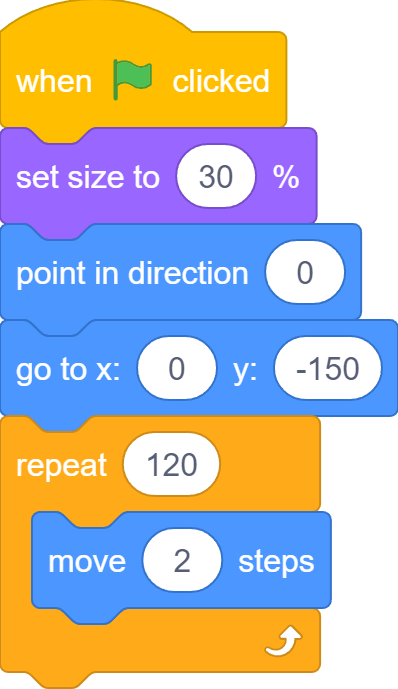 when clicked
set size to 30 %
point in direction 0
go to x: 0 y: -150
repeat 120
move 2 steps